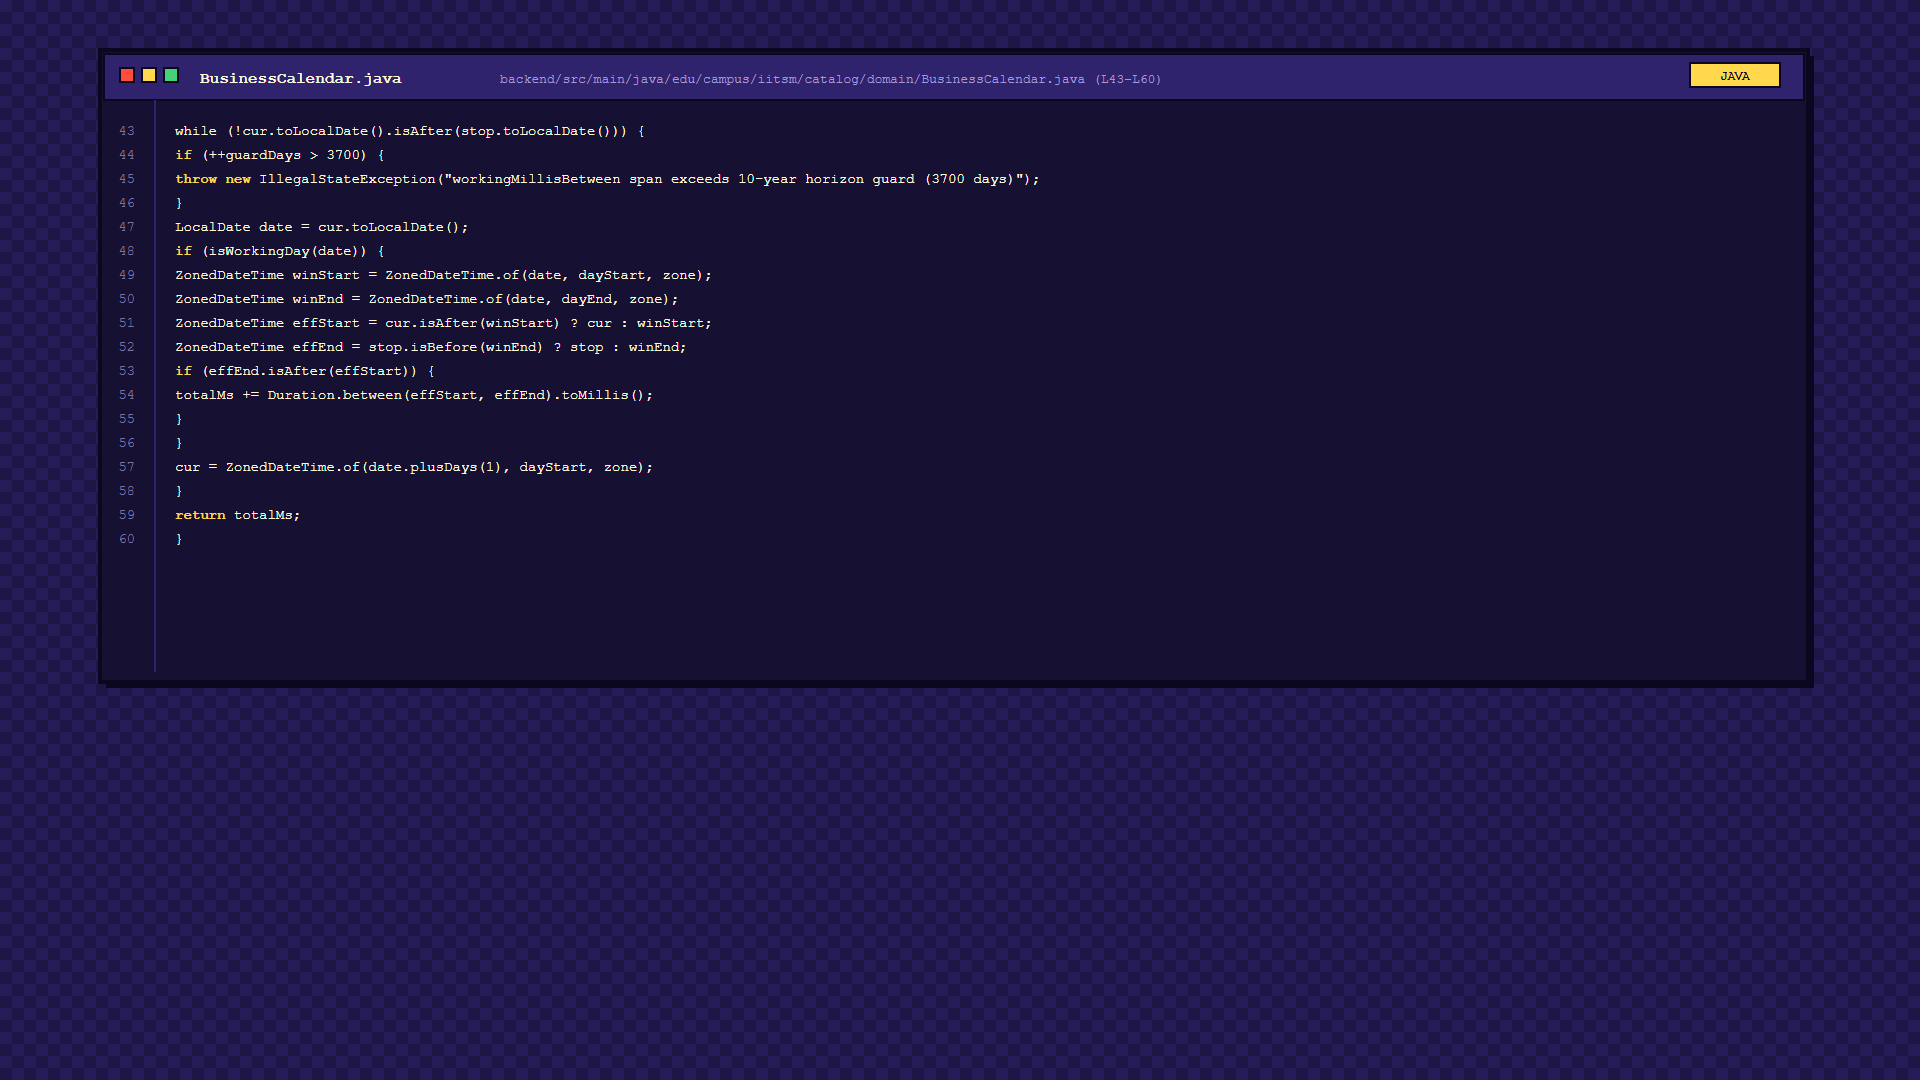 BusinessCalendar.java
backend/src/main/java/edu/campus/iitsm/catalog/domain/BusinessCalendar.java (L43-L60)
JAVA
43 while (!cur.toLocalDate().isAfter(stop.toLocalDate())) {
44 if (++guardDays > 3700) {
45 throw new IllegalStateException("workingMillisBetween span exceeds 10-year horizon guard (3700 days)");
46 }
47 LocalDate date = cur.toLocalDate();
48 if (isWorkingDay(date)) {
49 ZonedDateTime winStart = ZonedDateTime.of(date, dayStart, zone);
50 ZonedDateTime winEnd = ZonedDateTime.of(date, dayEnd, zone);
51 ZonedDateTime effStart = cur.isAfter(winStart) ? cur : winStart;
52 ZonedDateTime effEnd = stop.isBefore(winEnd) ? stop : winEnd;
53 if (effEnd.isAfter(effStart)) {
54 totalMs += Duration.between(effStart, effEnd).toMillis();
55 }
56 }
57 cur = ZonedDateTime.of(date.plusDays(1), dayStart, zone);
58 }
59 return totalMs;
60 }